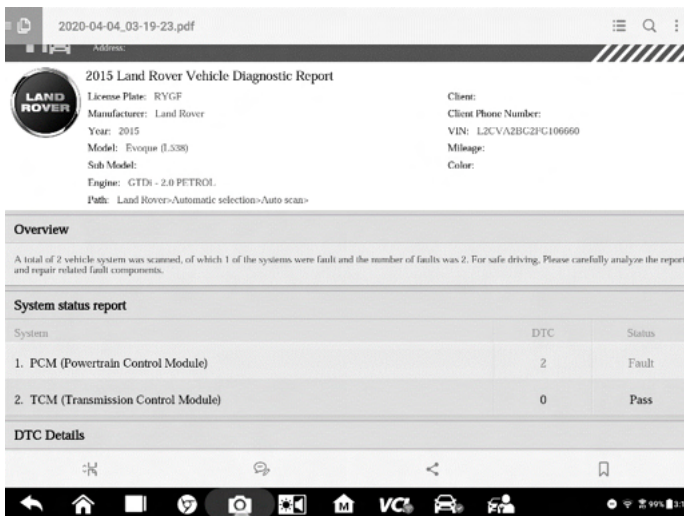 2020-04-04_03-19-23.pdf
Address:
2015 Land Rover Vehicle Diagnostic Report
LAND
ROVER
License Plate: RYGF
Client:
Manufacturer: Land Rover
Client Phone Number:
Year: 2015
VIN: L2CVA2BG2FG106660
Model: Evoque (L538)
Mileage:
Sub Model:
Color:
Engine: GTDi - 2.0 PETROL
Path: Land Rover>Automatic selection>Auto scan>
Overview
A total of 2 vehicle system was scanned, of which 1 of the systems were fault and the number of faults was 2. For safe driving, Please carefully analyze the report
and repair related fault components.
System status report
System DTC Status
1. PCM (Powertrain Control Module) 2 Fault
2. TCM (Transmission Control Module) 0 Pass
DTC Details
M VCI 99%